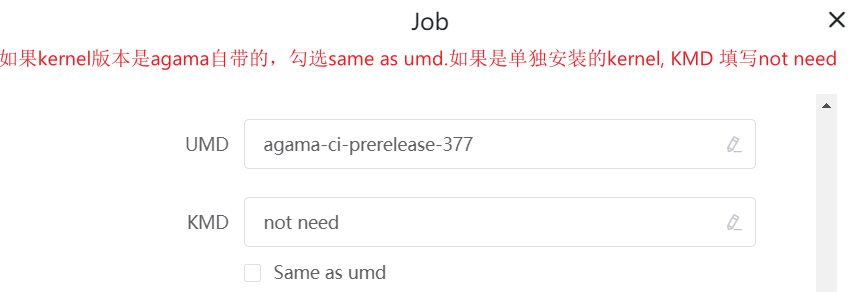 Job
如果kernel版本是agama自带的，勾选same as umd.如果是单独安装的kernel, KMD 填写not need
UMD agama-ci-prerelease-377
KMD not need
Same as umd